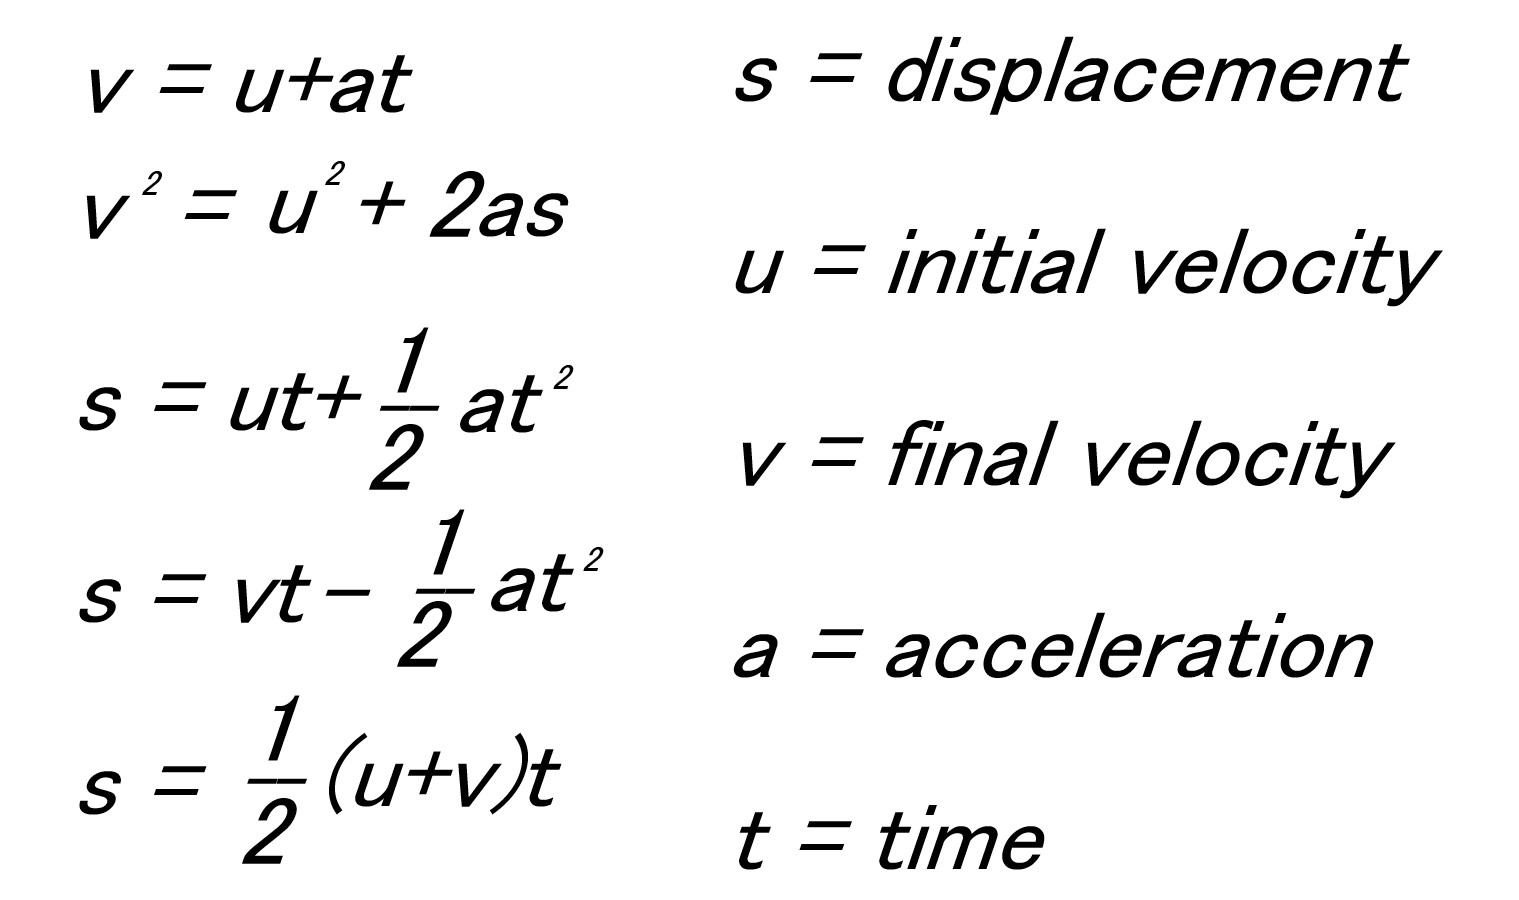 v = u+at
v² = u² + 2as
s = ut+ 1/2 at²
s = vt − 1/2 at²
s = 1/2 (u+v)t
s = displacement
u = initial velocity
v = final velocity
a = acceleration
t = time